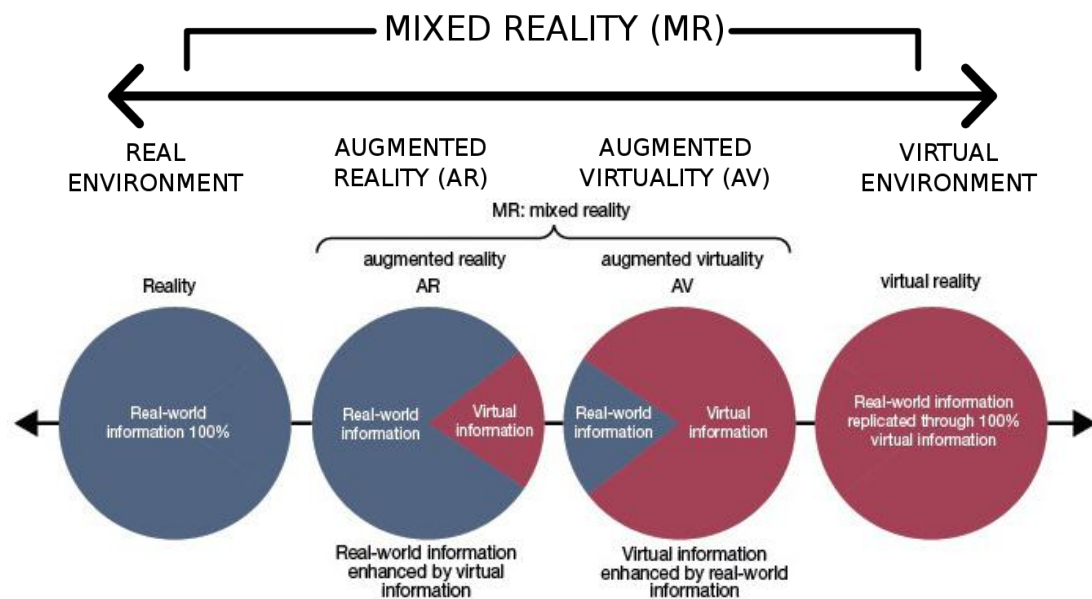 MIXED REALITY (MR)
REAL
ENVIRONMENT
AUGMENTED
REALITY (AR)
AUGMENTED
VIRTUALITY (AV)
VIRTUAL
ENVIRONMENT
MR: mixed reality
Reality
augmented reality
AR
augmented virtuality
AV
virtual reality
Real-world
information 100%
Real-world
information
Virtual
information
Real-world
information
Virtual
information
Real-world information
replicated through 100%
virtual information
Real-world information
enhanced by virtual
information
Virtual information
enhanced by real-world
information